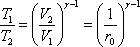 T₁/T₂ = (V₂/V₁)^(γ−1) = (1/r₀)^(γ−1)